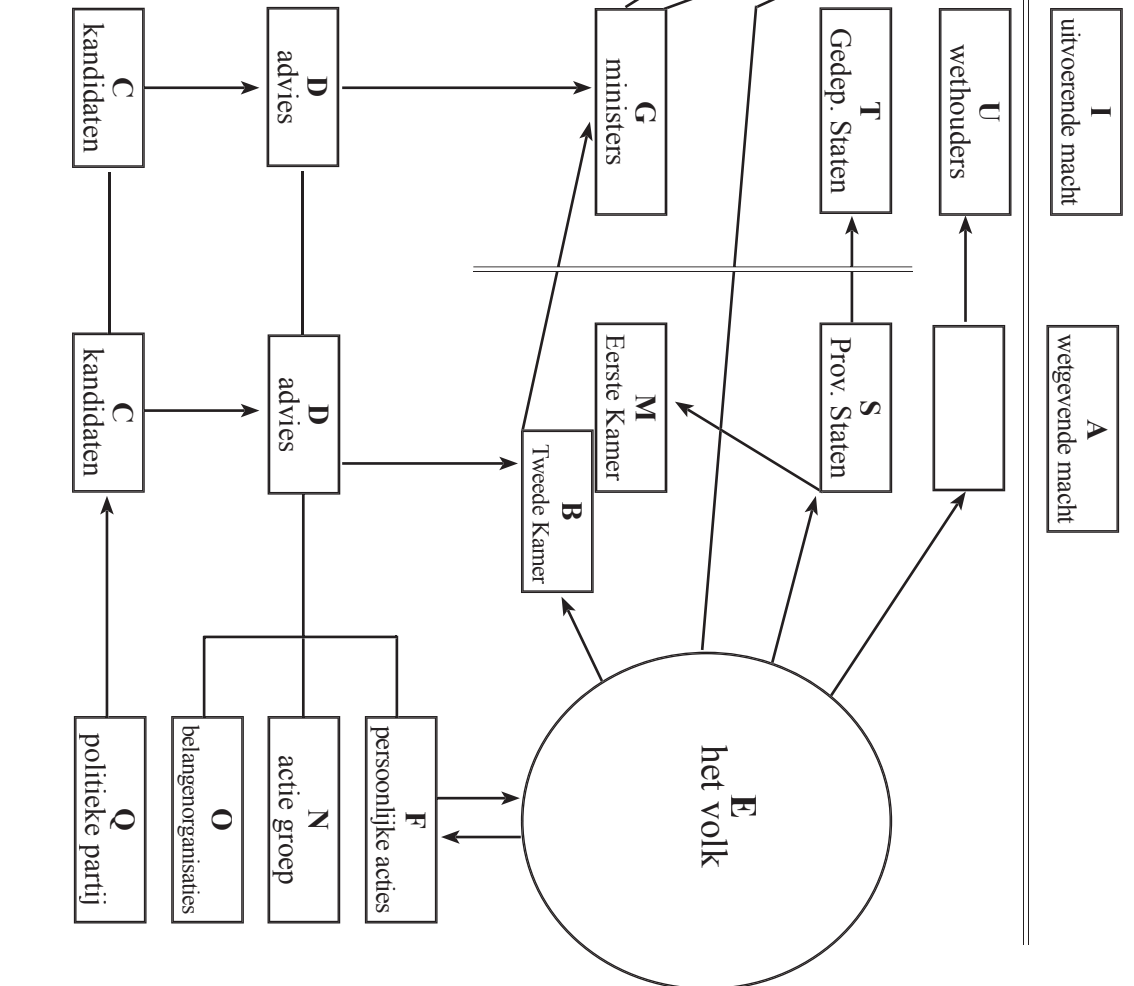 I
uitvoerende macht
A
wetgevende macht
U
wethouders
T
Gedep. Staten
S
Prov. Staten
E
het volk
G
ministers
M
Eerste Kamer
B
Tweede Kamer
F
persoonlijke acties
D
advies
D
advies
N
actie groep
O
belangenorganisaties
C
kandidaten
C
kandidaten
Q
politieke partij